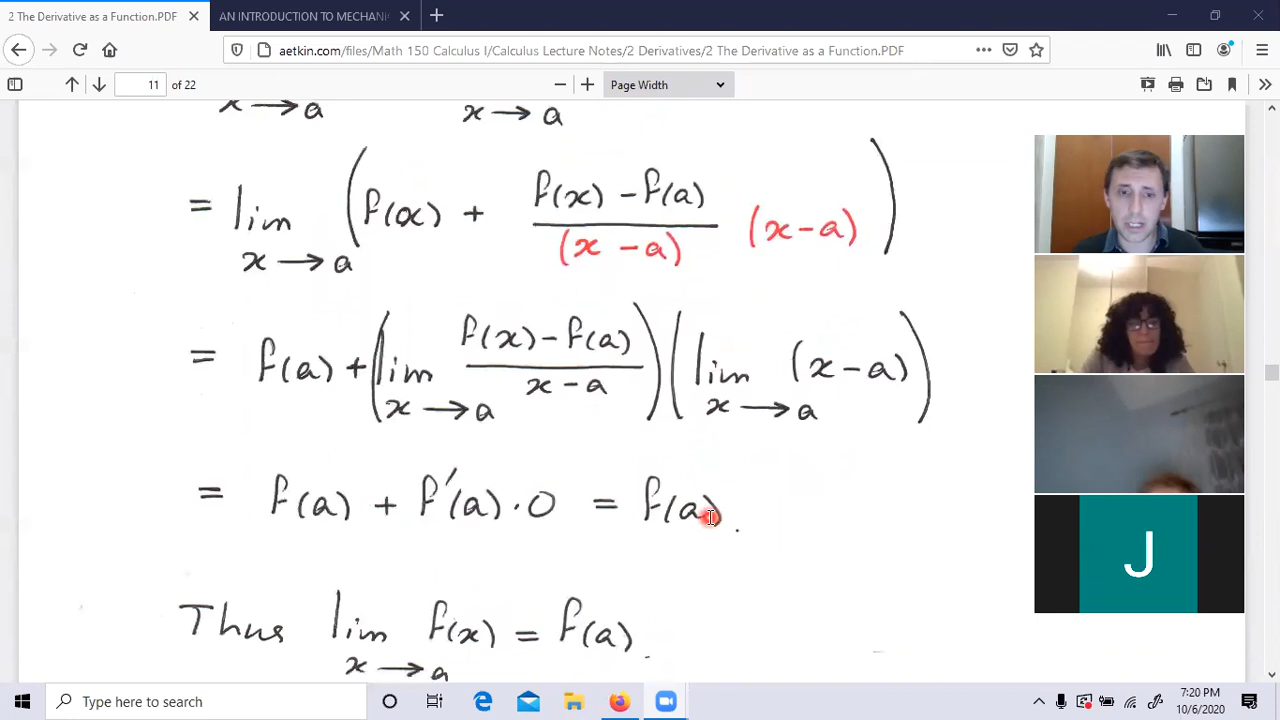 2 The Derivative as a Function.PDF
AN INTRODUCTION TO MECHANI
aetkin.com/files/Math 150 Calculus I/Calculus Lecture Notes/2 Derivatives/2 The Derivative as a Function.PDF
11 of 22
Page Width
x → a x → a
= lim x → a ( f(a) + f(x) - f(a) / (x - a) (x - a) )
= f(a) + ( lim x → a f(x) - f(a) / x - a ) ( lim x → a (x - a) )
= f(a) + f'(a) · 0 = f(a).
Thus lim x → a f(x) = f(a).
J
Type here to search
7:20 PM
10/6/2020